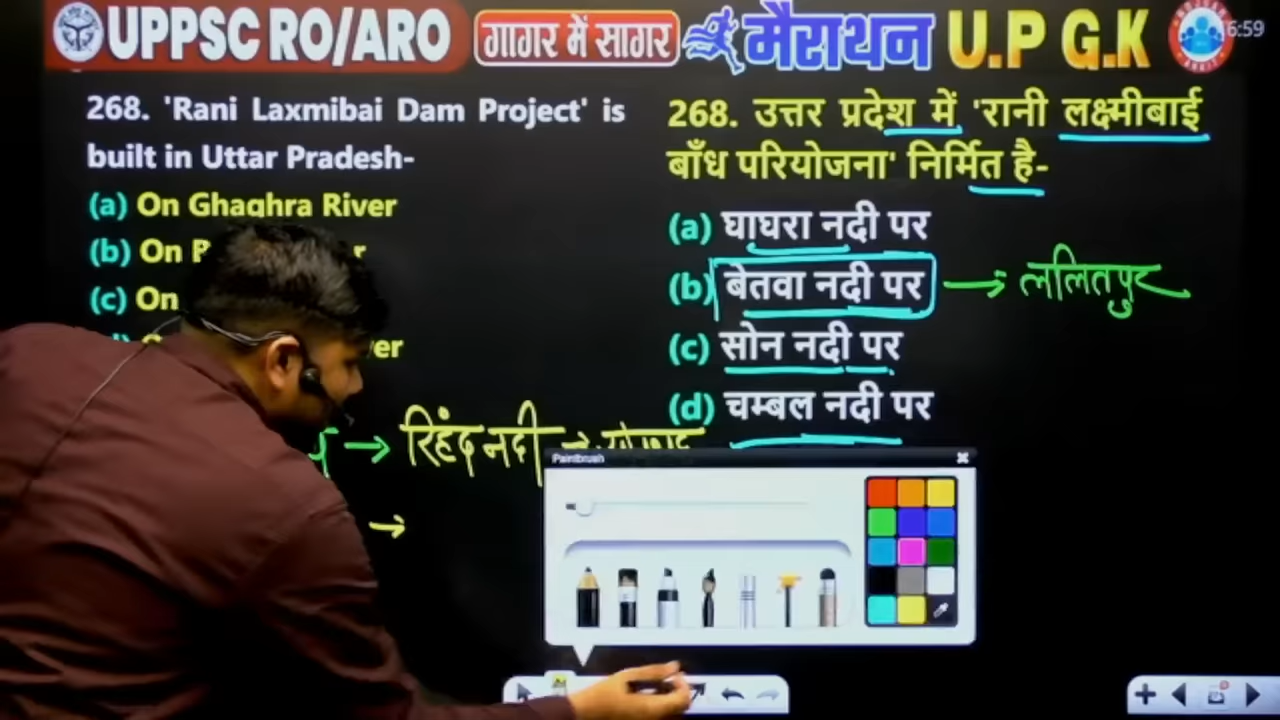 UPPSC RO/ARO गागर में सागर मैराथन U.P G.K
6:59
268. 'Rani Laxmibai Dam Project' is
built in Uttar Pradesh-
(a) On Ghaghra River
(b) On
(c) On
268. उत्तर प्रदेश में 'रानी लक्ष्मीबाई
बाँध परियोजना' निर्मित है-
(a) घाघरा नदी पर
(b) बेतवा नदी पर → ललितपुर
(c) सोन नदी पर
(d) चम्बल नदी पर
→ रिहंद नदी →
→
Paintbrush